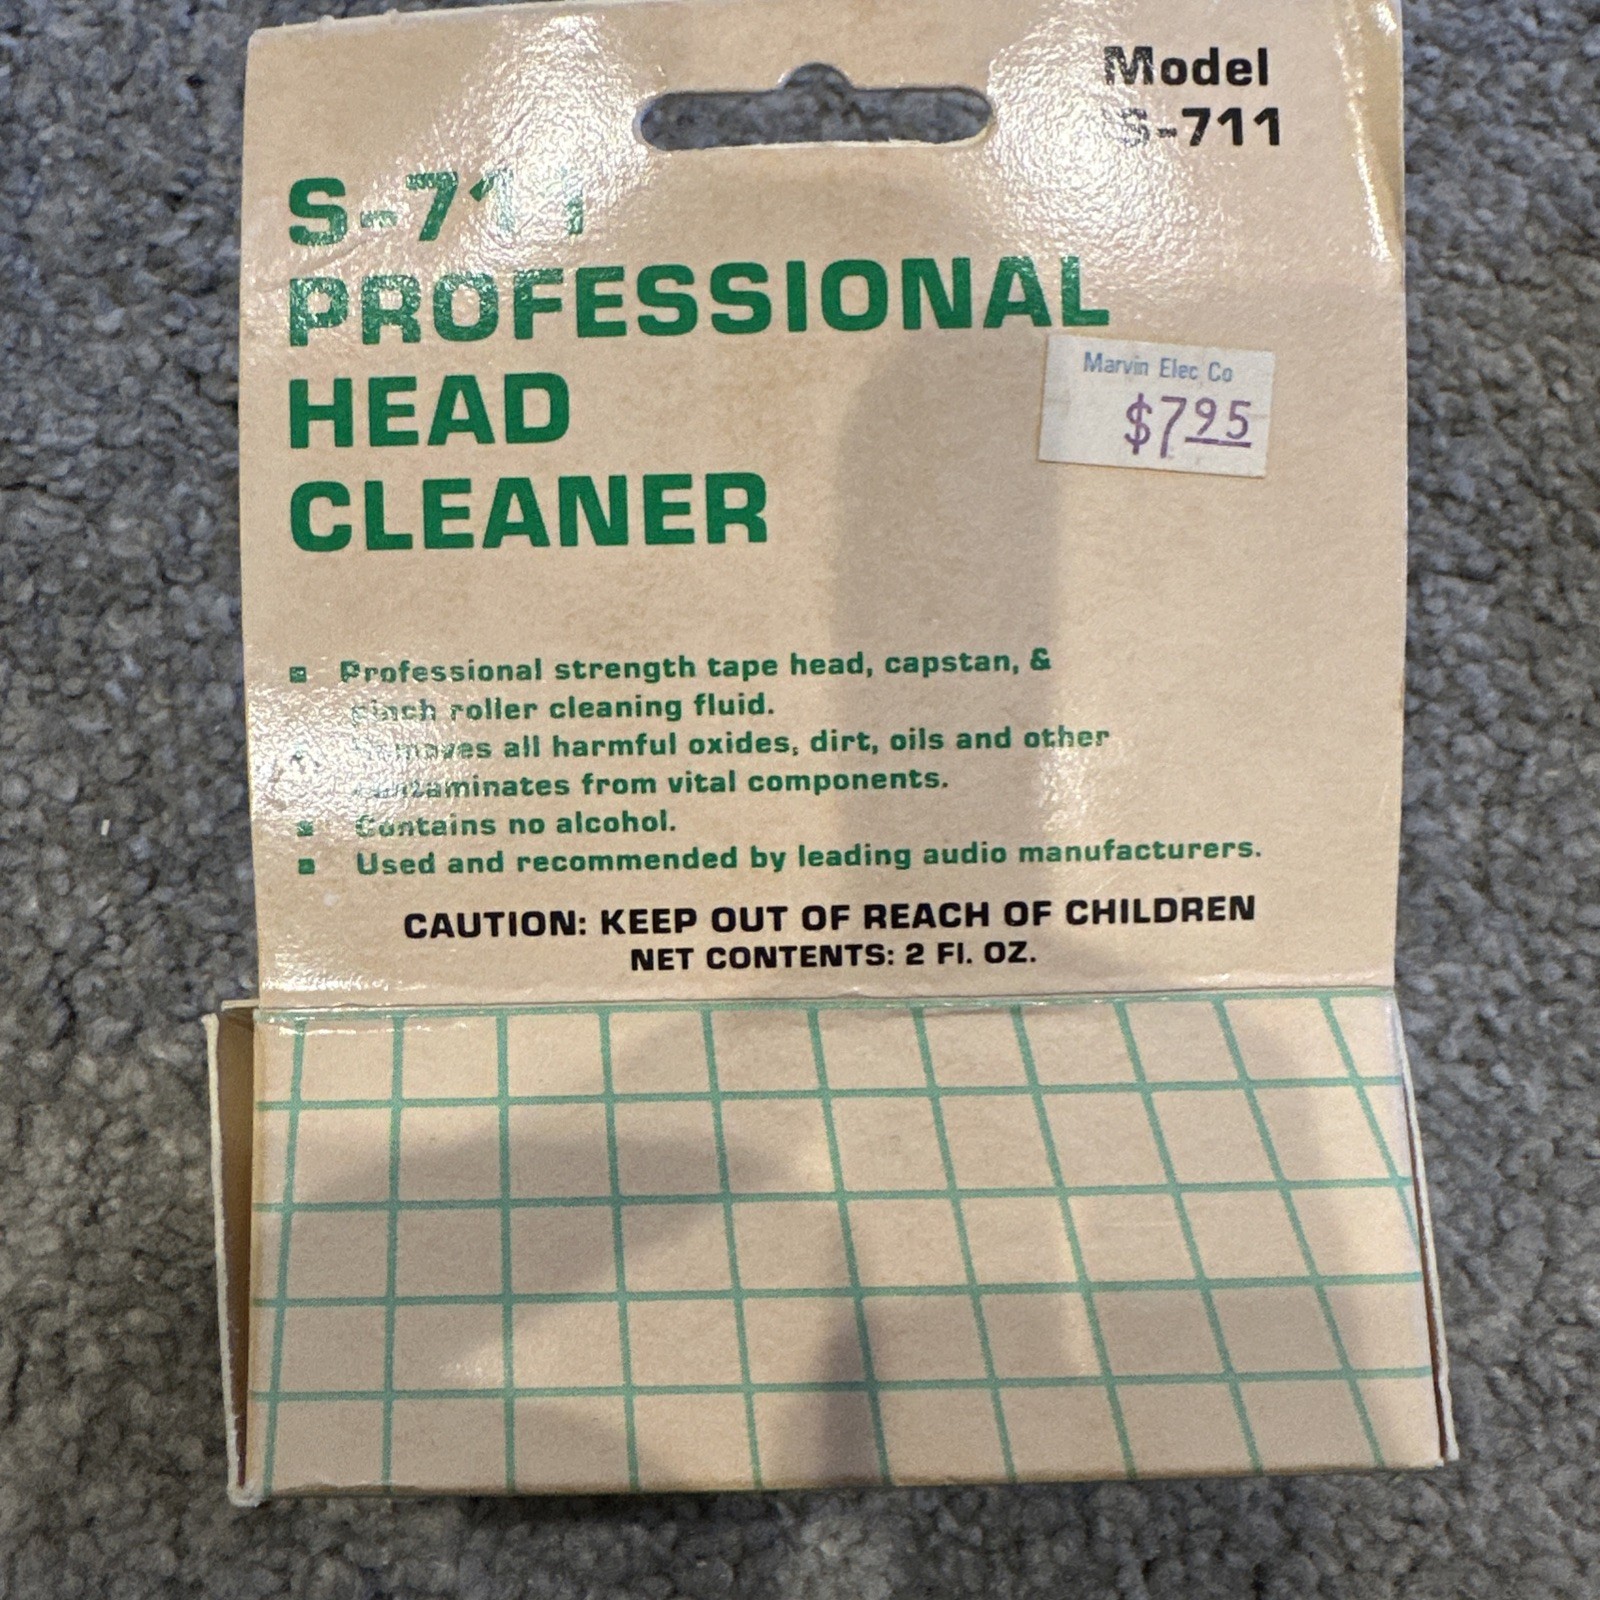 Model
S-711
S-711
PROFESSIONAL
HEAD
CLEANER
Marvin Elec Co
$7 95
Professional strength tape head, capstan, &
pinch roller cleaning fluid.
Removes all harmful oxides, dirt, oils and other
contaminates from vital components.
Contains no alcohol.
Used and recommended by leading audio manufacturers.
CAUTION: KEEP OUT OF REACH OF CHILDREN
NET CONTENTS: 2 Fl. OZ.